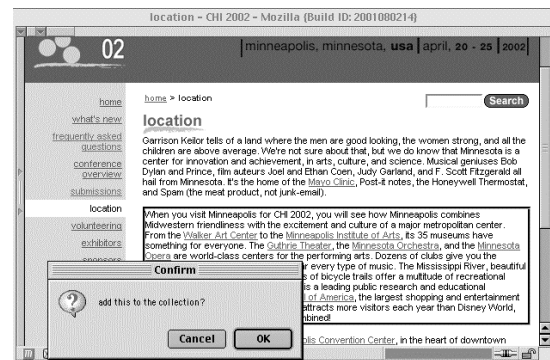 location - CHI 2002 - Mozilla (Build ID: 2001080214)
02
minneapolis, minnesota, usa | april, 20 - 25 | 2002
home > location
Search
home
what's new
frequently asked
questions
conference
overview
submissions
location
volunteering
exhibitors
sponsors
location
Garrison Keilor tells of a land where the men are good looking, the women strong, and all the
children are above average. We're not sure about that, but we do know that Minnesota is a
center for innovation and achievement, in arts, culture, and science. Musical geniuses Bob
Dylan and Prince, film auteurs Joel and Ethan Coen, Judy Garland, and F. Scott Fitzgerald all
hail from Minnesota. It's the home of the Mayo Clinic, Post-it notes, the Honeywell Thermostat,
and Spam (the meat product, not junk-email).
When you visit Minneapolis for CHI 2002, you will see how Minneapolis combines
Midwestern friendliness with the excitement and culture of a major metropolitan center.
From the Walker Art Center to the Minneapolis Institute of Arts, its 35 museums have
something for everyone. The Guthrie Theater, the Minnesota Orchestra, and the Minnesota
Opera are world-class centers for the performing arts. Dozens of clubs give you the
r every type of music. The Mississippi River, beautiful
s of bicycle trails offer a multitude of recreational
is a leading public research and educational
of America, the largest shopping and entertainment
attracts more visitors each year than Disney World,
mbined!
olis Convention Center, in the heart of downtown
Confirm
add this to the collection?
Cancel
OK